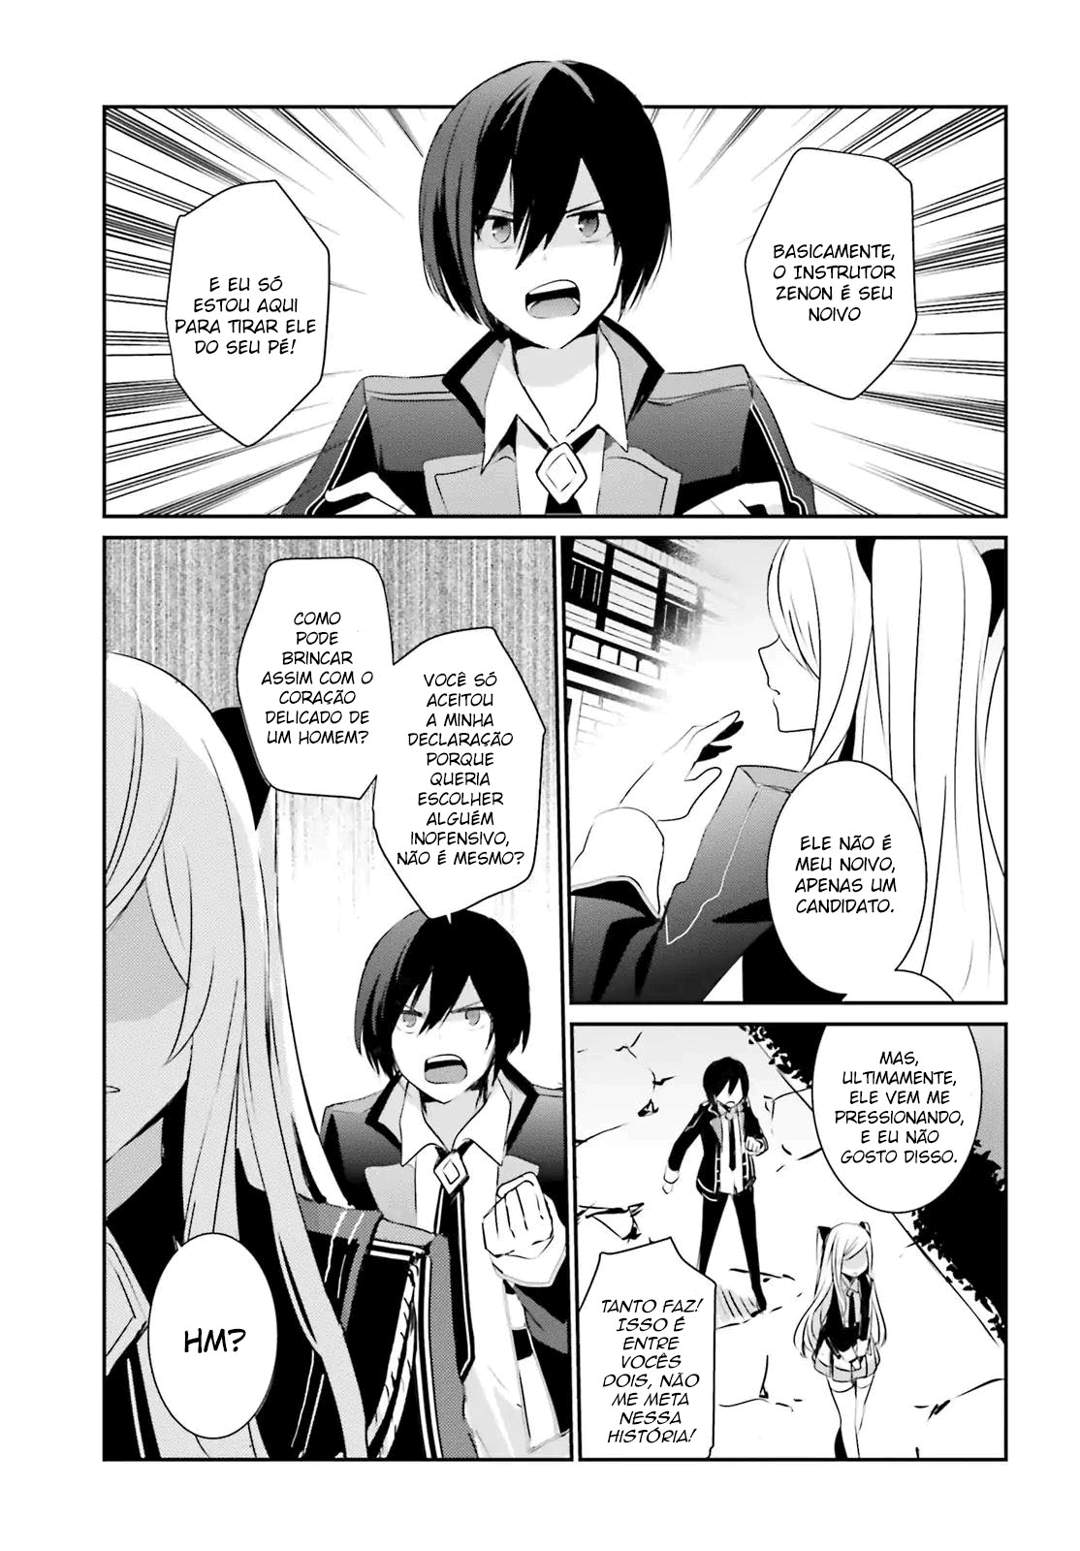 BASICAMENTE,
O INSTRUTOR
ZENON É SEU
NOIVO
E EU SÓ
ESTOU AQUI
PARA TIRAR ELE
DO SEU PÉ!
ELE NÃO É
MEU NOIVO,
APENAS UM
CANDIDATO.
MAS,
ULTIMAMENTE,
ELE VEM ME
PRESSIONANDO,
E EU NÃO
GOSTO DISSO.
TANTO FAZ!
ISSO É
ENTRE
VOCÊS
DOIS, NÃO
ME META
NESSA
HISTÓRIA!
VOCÊ SÓ
ACEITOU
A MINHA
DECLARAÇÃO
PORQUE
QUERIA
ESCOLHER
ALGUÉM
INOFENSIVO,
NÃO É MESMO?
COMO
PODE
BRINCAR
ASSIM COM O
CORAÇÃO
DELICADO DE
UM HOMEM?
HM?